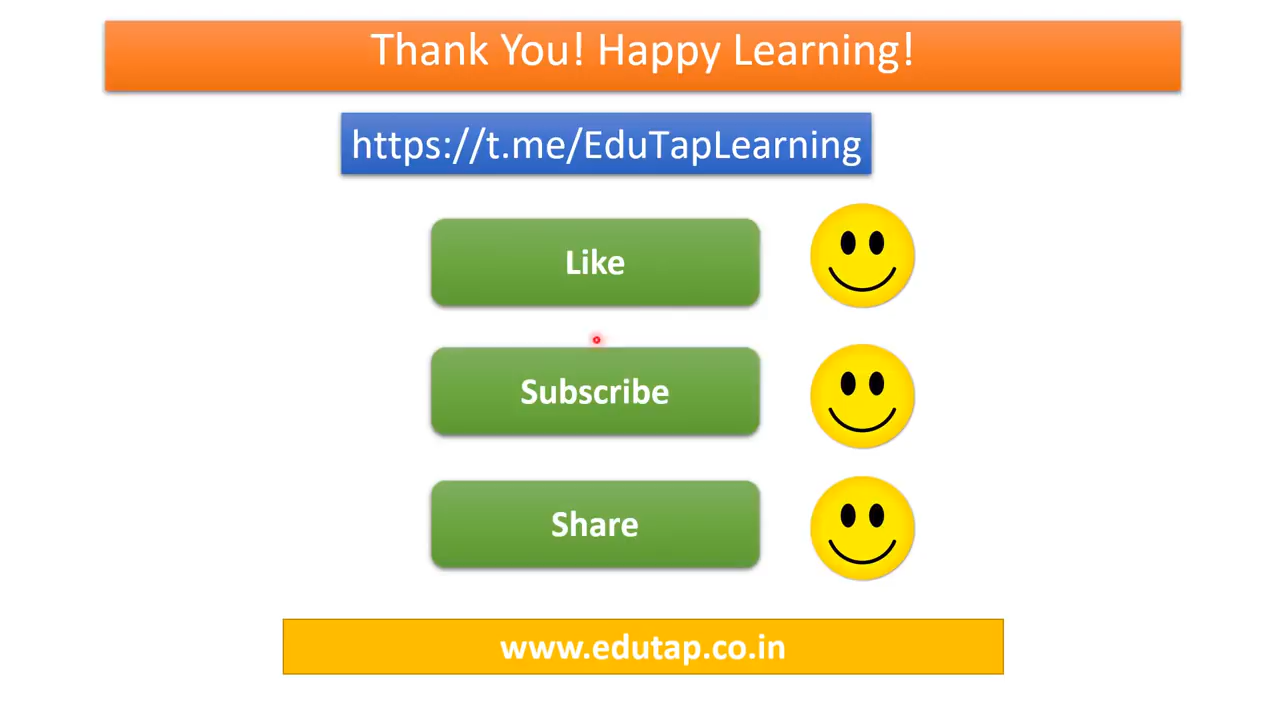 Thank You! Happy Learning!
https://t.me/EduTapLearning
Like
Subscribe
Share
www.edutap.co.in